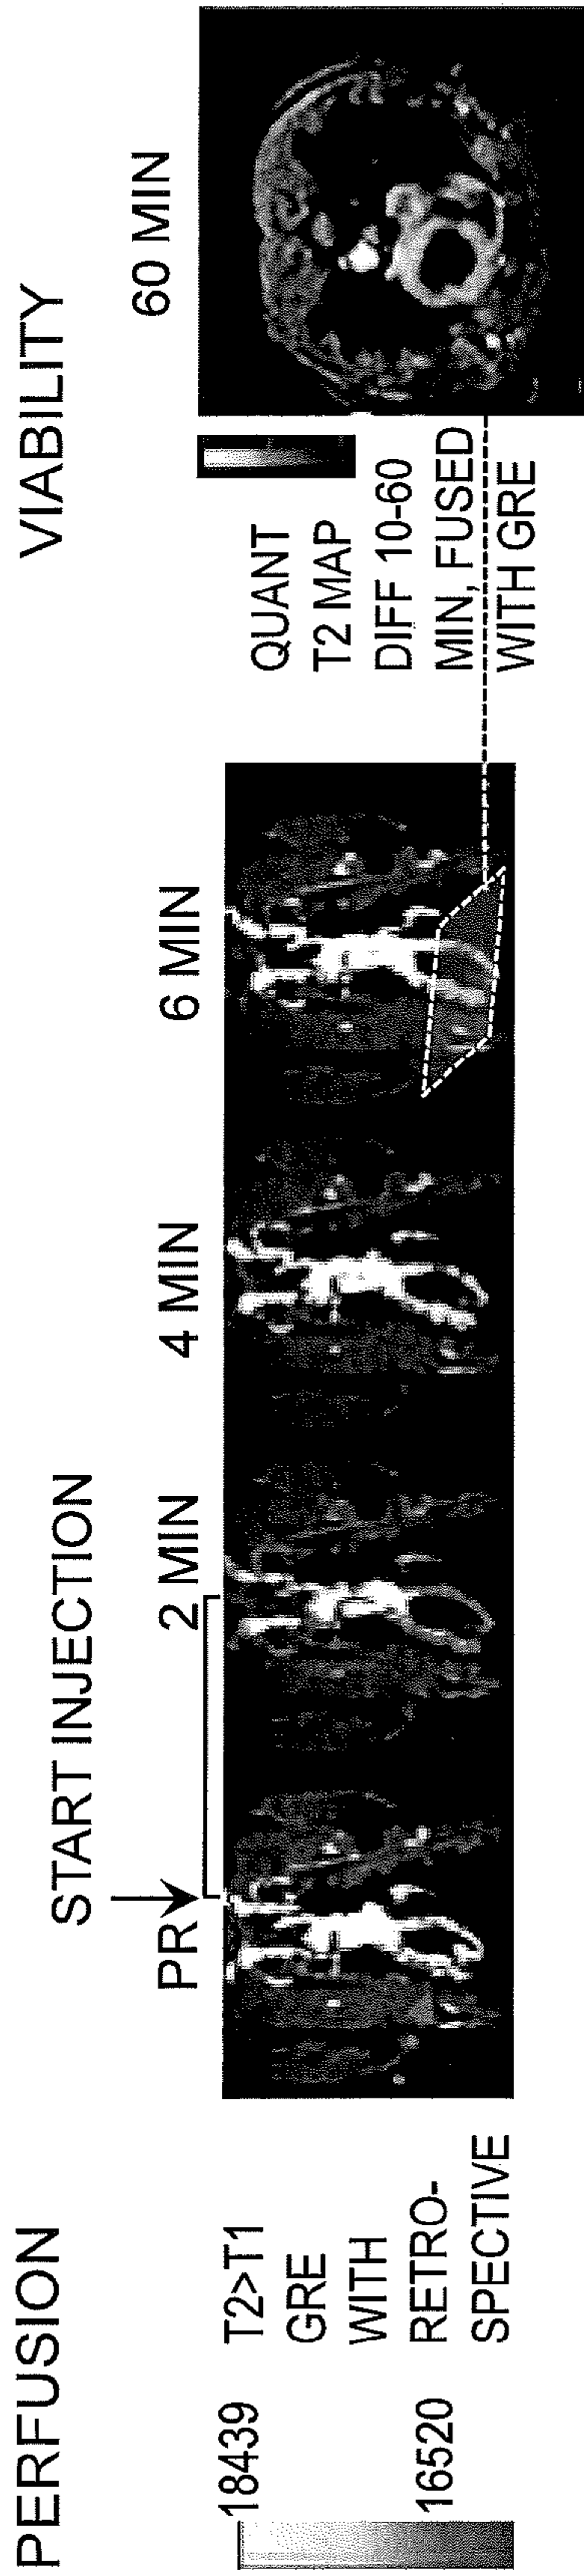 PERFUSION
18439
16520
T2>T1
GRE
WITH
RETRO-
SPECTIVE
START INJECTION
PR
2 MIN
4 MIN
6 MIN
VIABILITY
QUANT
T2 MAP
DIFF 10-60
MIN, FUSED
WITH GRE
60 MIN